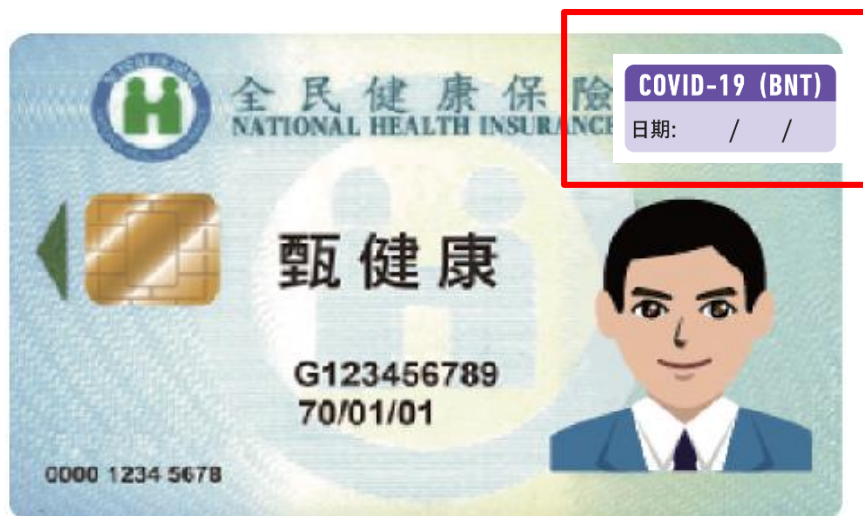 全民健康保險
NATIONAL HEALTH INSURANCE
COVID-19 (BNT)
日期: / /
甄健康
G123456789
70/01/01
0000 1234 5678